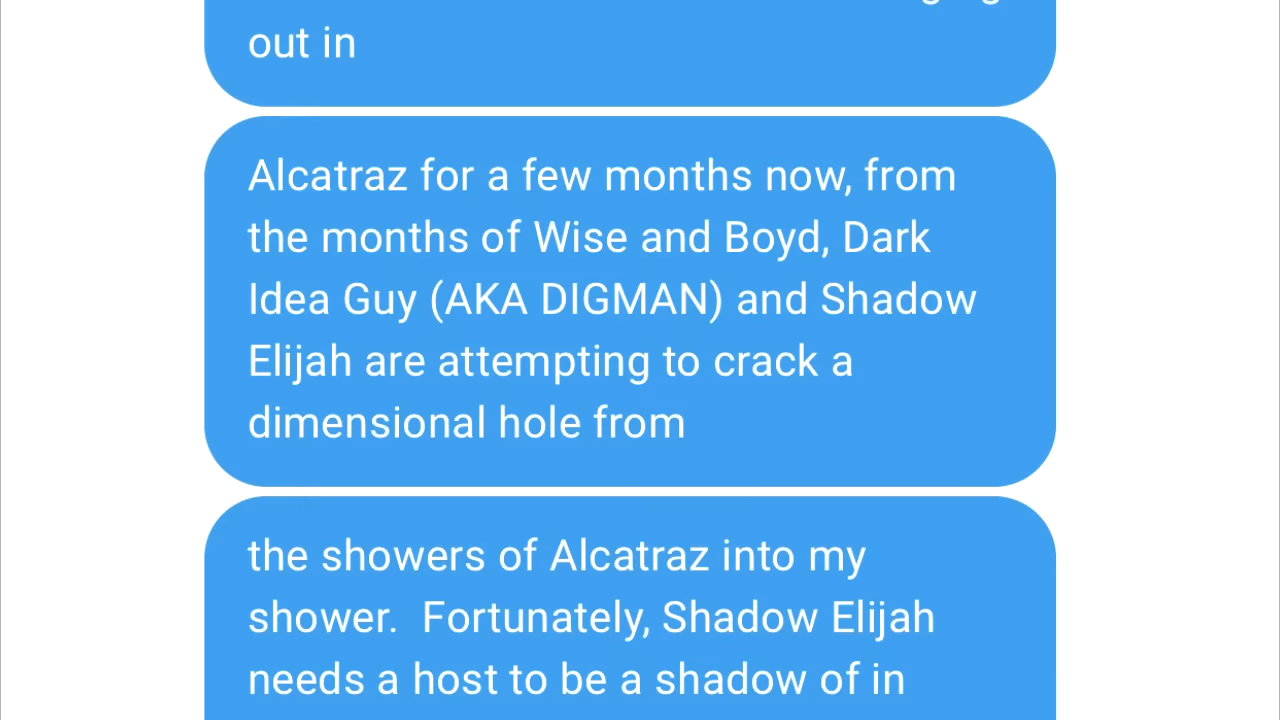 out in
Alcatraz for a few months now, from
the months of Wise and Boyd, Dark
Idea Guy (AKA DIGMAN) and Shadow
Elijah are attempting to crack a
dimensional hole from
the showers of Alcatraz into my
shower.  Fortunately, Shadow Elijah
needs a host to be a shadow of in